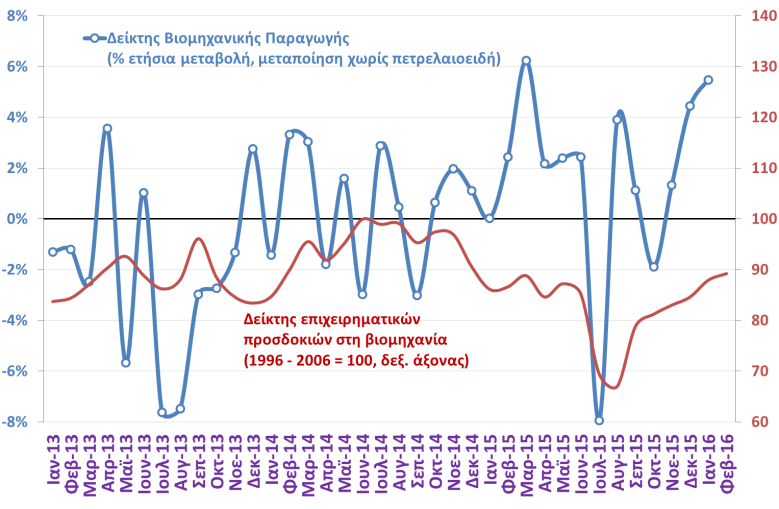 8%
6%
4%
2%
0%
-2%
-4%
-6%
-8%
140
130
120
110
100
90
80
70
60
Δείκτης Βιομηχανικής Παραγωγής
(% ετήσια μεταβολή, μεταποίηση χωρίς πετρελαιοειδή)
Δείκτης επιχειρηματικών
προσδοκιών στη βιομηχανία
(1996 - 2006 = 100, δεξ. άξονας)
Ιαν-13
Φεβ-13
Μαρ-13
Απρ-13
Μαϊ-13
Ιουν-13
Ιουλ-13
Αυγ-13
Σεπ-13
Οκτ-13
Νοε-13
Δεκ-13
Ιαν-14
Φεβ-14
Μαρ-14
Απρ-14
Μαϊ-14
Ιουν-14
Ιουλ-14
Αυγ-14
Σεπ-14
Οκτ-14
Νοε-14
Δεκ-14
Ιαν-15
Φεβ-15
Μαρ-15
Απρ-15
Μαϊ-15
Ιουν-15
Ιουλ-15
Αυγ-15
Σεπ-15
Οκτ-15
Νοε-15
Δεκ-15
Ιαν-16
Φεβ-16